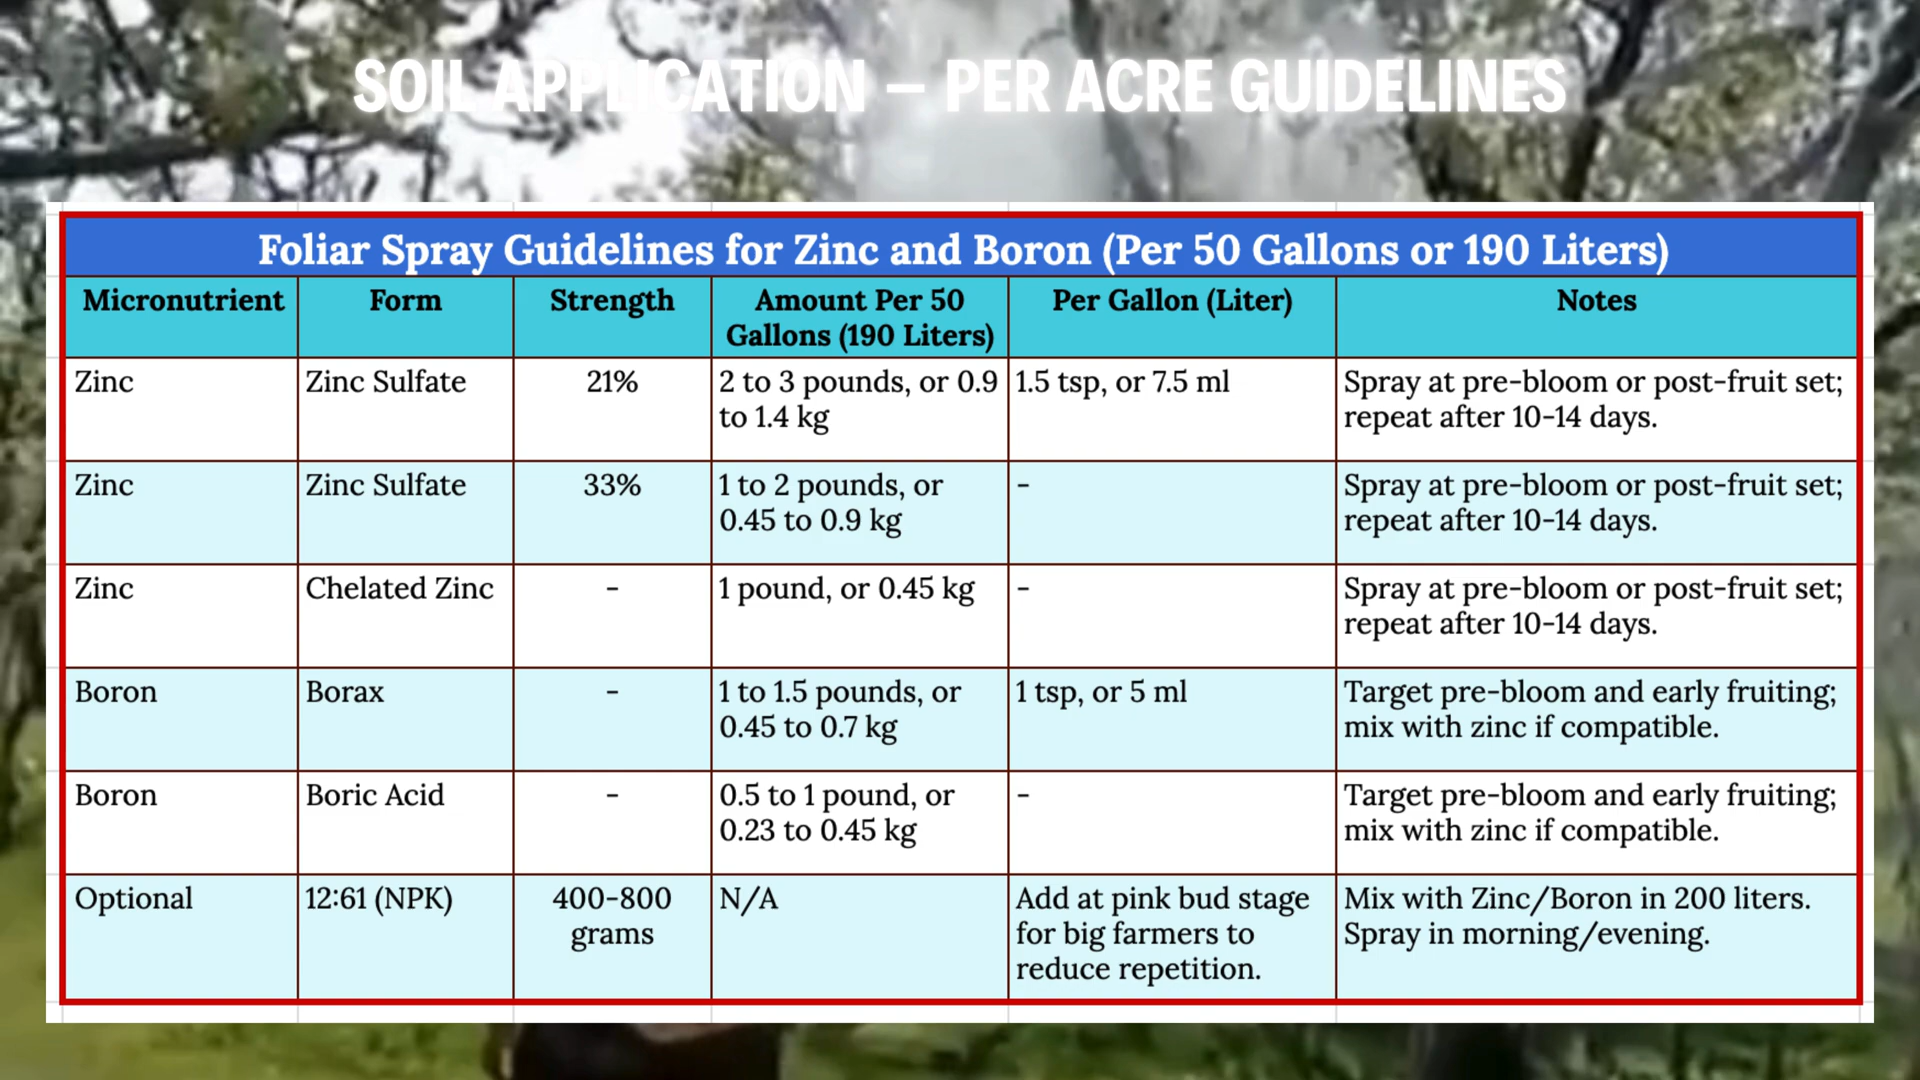 SOIL APPLICATION – PER ACRE GUIDELINES
Foliar Spray Guidelines for Zinc and Boron (Per 50 Gallons or 190 Liters)
Micronutrient Form Strength Amount Per 50 Gallons (190 Liters) Per Gallon (Liter) Notes
Zinc Zinc Sulfate 21% 2 to 3 pounds, or 0.9 to 1.4 kg 1.5 tsp, or 7.5 ml Spray at pre-bloom or post-fruit set; repeat after 10-14 days.
Zinc Zinc Sulfate 33% 1 to 2 pounds, or 0.45 to 0.9 kg - Spray at pre-bloom or post-fruit set; repeat after 10-14 days.
Zinc Chelated Zinc - 1 pound, or 0.45 kg - Spray at pre-bloom or post-fruit set; repeat after 10-14 days.
Boron Borax - 1 to 1.5 pounds, or 0.45 to 0.7 kg 1 tsp, or 5 ml Target pre-bloom and early fruiting; mix with zinc if compatible.
Boron Boric Acid - 0.5 to 1 pound, or 0.23 to 0.45 kg - Target pre-bloom and early fruiting; mix with zinc if compatible.
Optional 12:61 (NPK) 400-800 grams N/A Add at pink bud stage for big farmers to reduce repetition. Mix with Zinc/Boron in 200 liters. Spray in morning/evening.